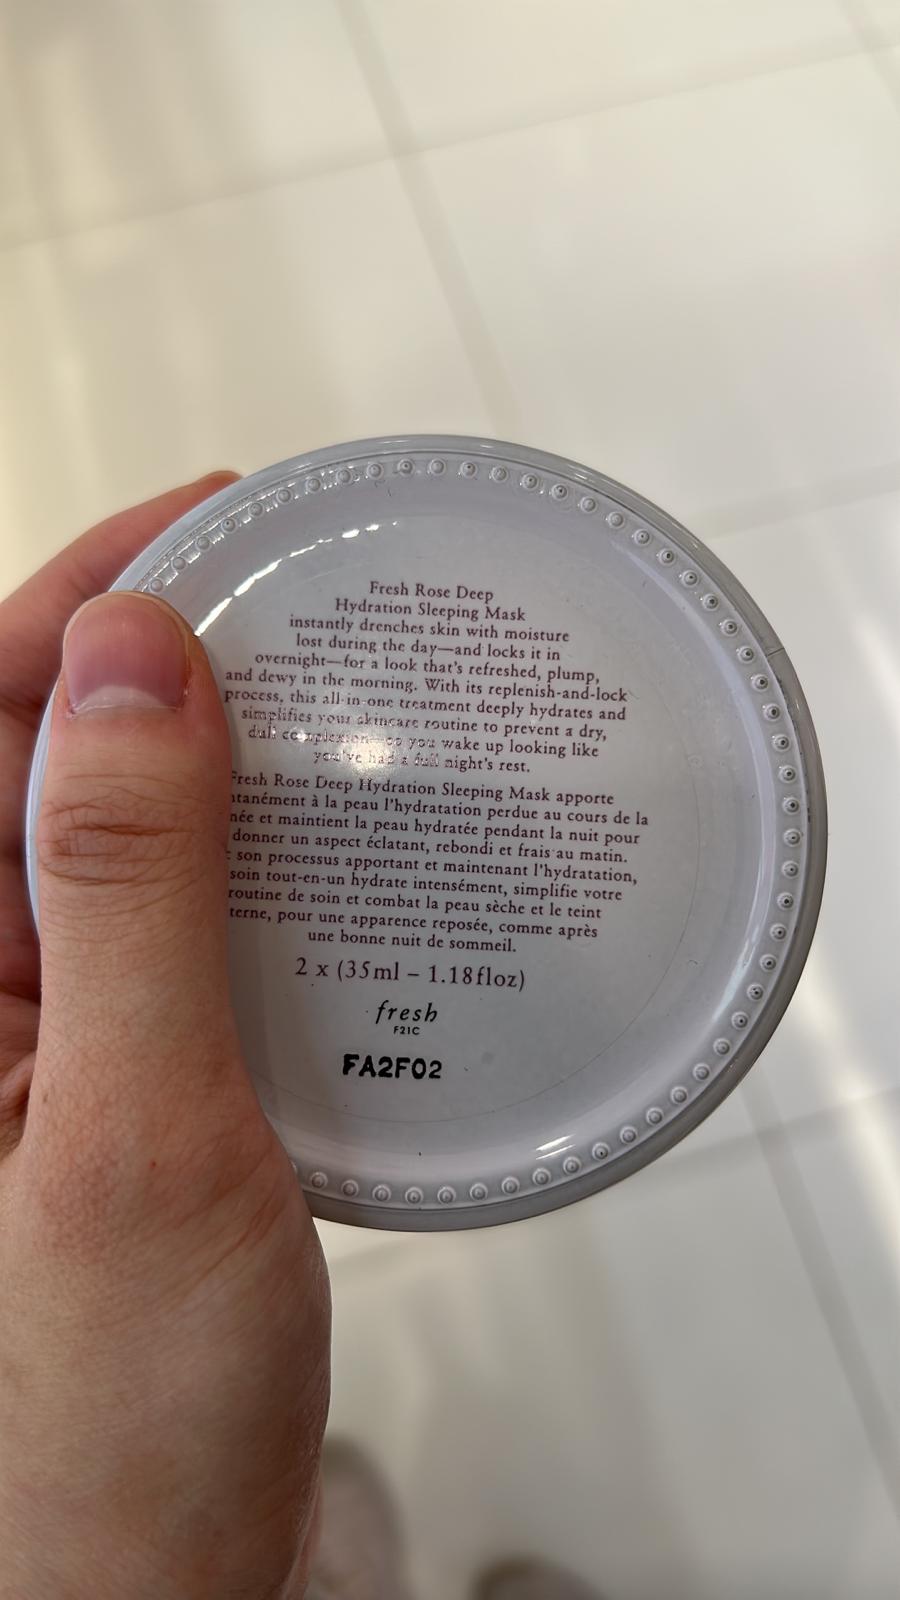 Fresh Rose Deep
Hydration Sleeping Mask
instantly drenches skin with moisture
lost during the day—and locks it in
overnight—for a look that's refreshed, plump,
and dewy in the morning. With its replenish-and-lock
process, this all-in-one treatment deeply hydrates and
simplifies your skincare routine to prevent a dry,
dull complexion—so you wake up looking like
you've had a full night's rest.
Fresh Rose Deep Hydration Sleeping Mask apporte
à la peau l'hydratation perdue au cours de la
et maintient la peau hydratée pendant la nuit pour
donner un aspect éclatant, rebondi et frais au matin.
son processus apportant et maintenant l'hydratation,
soin tout-en-un hydrate intensément, simplifie votre
routine de soin et combat la peau sèche et le teint
terne, pour une apparence reposée, comme après
une bonne nuit de sommeil.
2 x (35ml – 1.18floz)
fresh
F21C
FA2F02